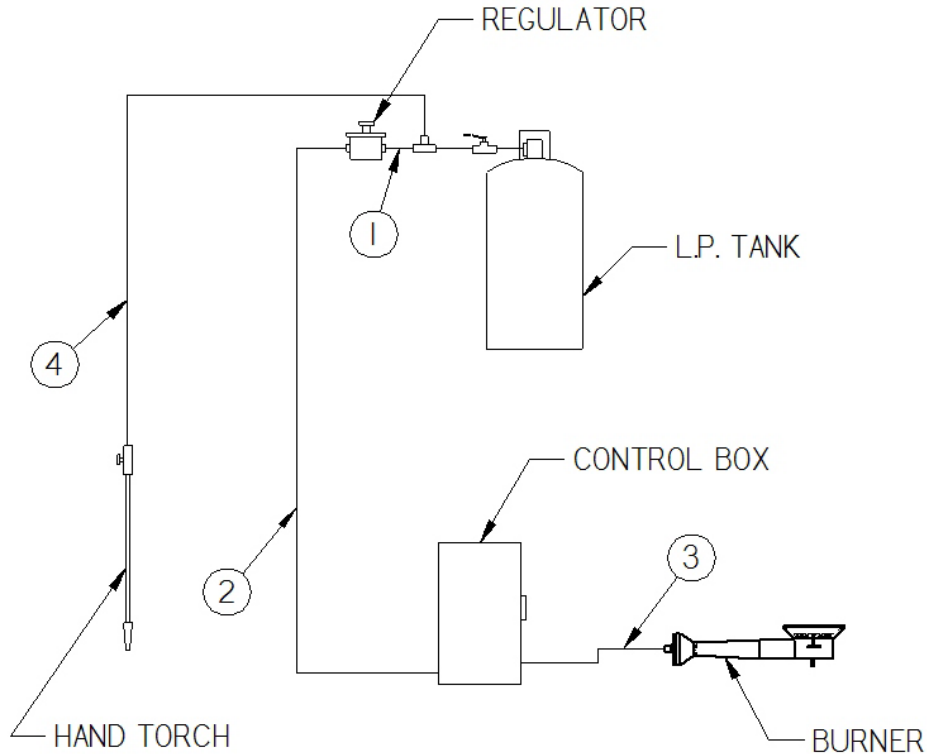 REGULATOR
1
L.P. TANK
4
CONTROL BOX
3
2
HAND TORCH
BURNER